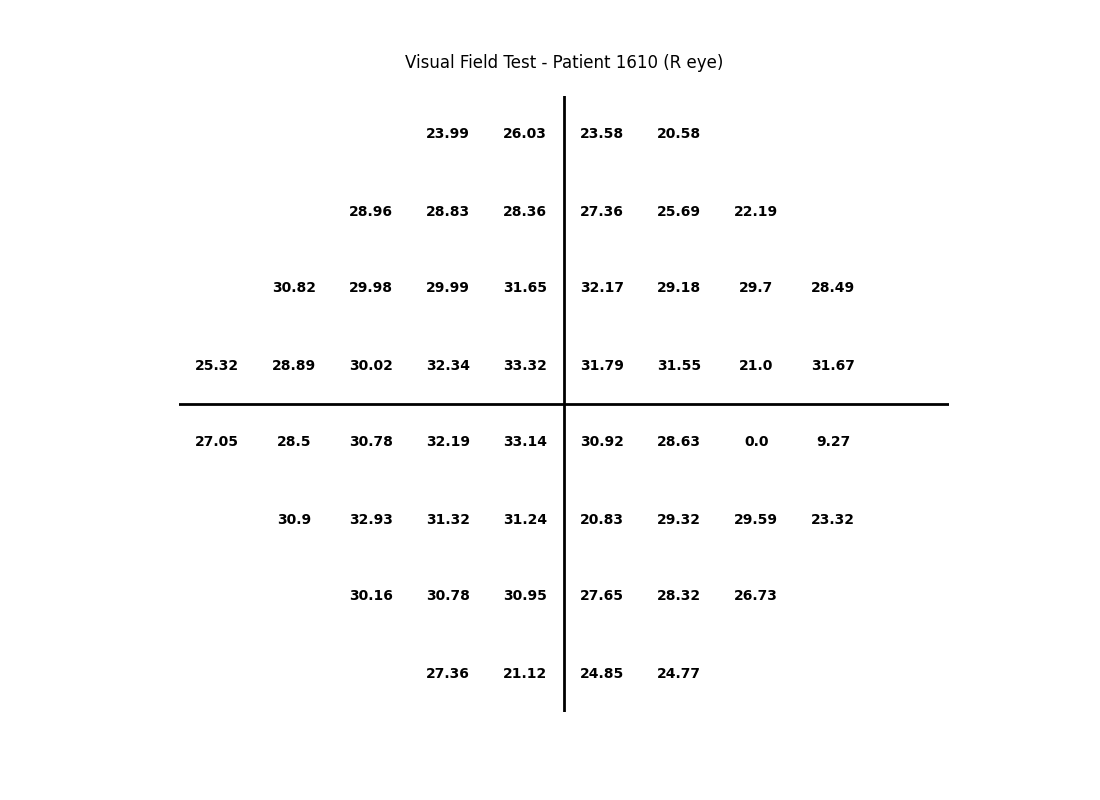 Visual Field Test - Patient 1610 (R eye)
23.99 26.03 23.58 20.58
28.96 28.83 28.36 27.36 25.69 22.19
30.82 29.98 29.99 31.65 32.17 29.18 29.7 28.49
25.32 28.89 30.02 32.34 33.32 31.79 31.55 21.0 31.67
27.05 28.5 30.78 32.19 33.14 30.92 28.63 0.0 9.27
30.9 32.93 31.32 31.24 20.83 29.32 29.59 23.32
30.16 30.78 30.95 27.65 28.32 26.73
27.36 21.12 24.85 24.77